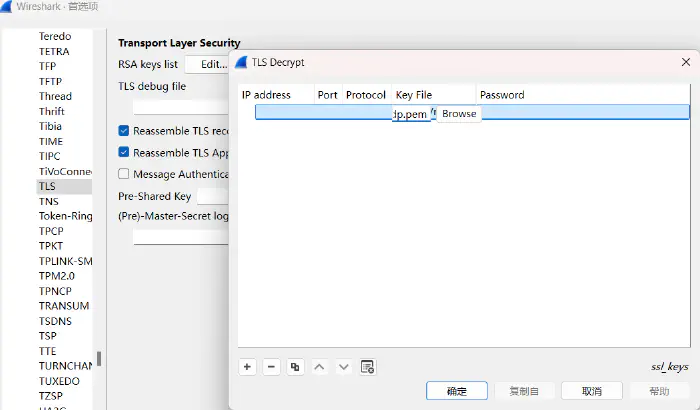 Wireshark · 首选项
Teredo
TETRA
TFP
TFTP
Thread
Thrift
Tibia
TIME
TIPC
TiVoConne
TLS
TNS
Token-Ring
TPCP
TPKT
TPLINK-SM
TPM2.0
TPNCP
TRANSUM
TSDNS
TSP
TTE
TURNCHAN
TUXEDO
TZSP
Transport Layer Security
RSA keys list
Edit...
TLS debug file
Reassemble TLS reco
Reassemble TLS App
Message Authentica
Pre-Shared Key
(Pre)-Master-Secret log
TLS Decrypt
IP address Port Protocol Key File Password
dp.pem Browse
ssl_keys
确定 复制自 取消 帮助